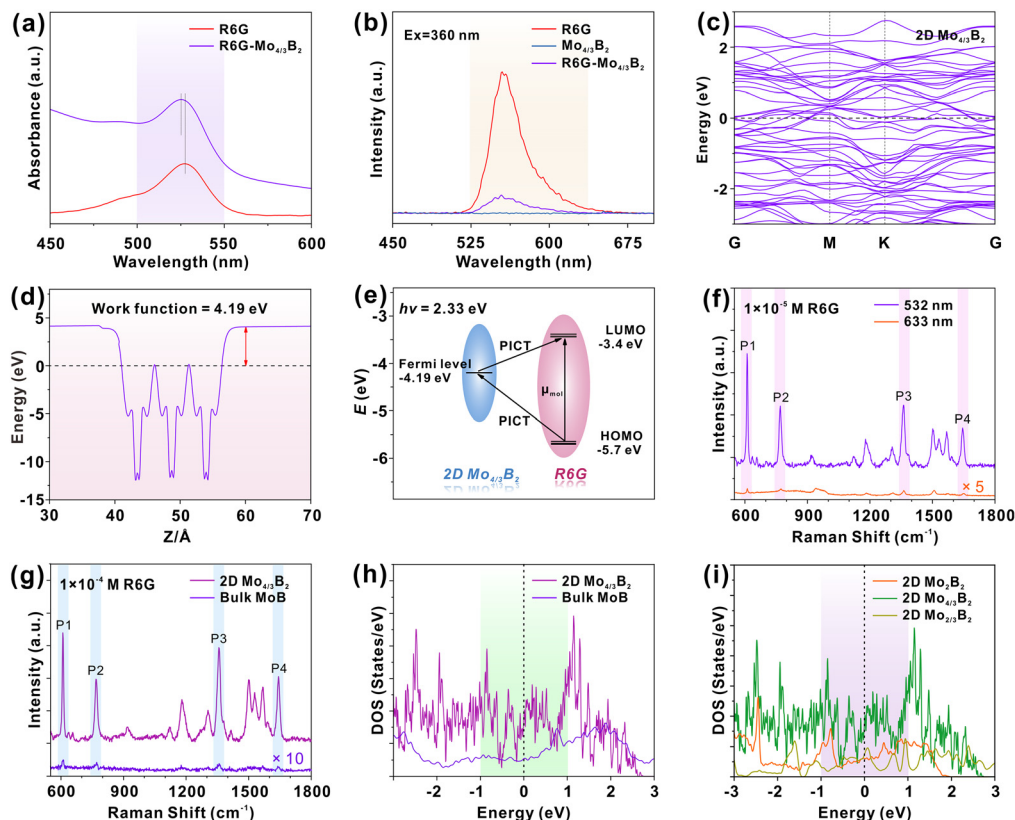 (a)
R6G
R6G-Mo4/3B2
Absorbance (a.u.)
450 500 550 600
Wavelength (nm)
(b)
Ex=360 nm
R6G
Mo4/3B2
R6G-Mo4/3B2
Intensity (a.u.)
450 525 600 675
Wavelength (nm)
(c)
2D Mo4/3B2
Energy (eV)
2
0
-2
G M K G
(d)
Work function = 4.19 eV
Energy (eV)
5
0
-5
-10
-15
30 40 50 60 70
Z/Å
(e)
hν = 2.33 eV
E (eV)
-3
-4
-5
-6
LUMO
-3.4 eV
PICT
Fermi level
-4.19 eV
μmol
PICT
HOMO
-5.7 eV
2D Mo4/3B2
R6G
(f)
1×10-5 M R6G
532 nm
633 nm
P1
P2
P3
P4
× 5
Intensity (a.u.)
600 900 1200 1500 1800
Raman Shift (cm-1)
(g)
1×10-4 M R6G
2D Mo4/3B2
Bulk MoB
P1
P2
P3
P4
× 10
Intensity (a.u.)
600 900 1200 1500 1800
Raman Shift (cm-1)
(h)
2D Mo4/3B2
Bulk MoB
DOS (States/eV)
-2 -1 0 1 2 3
Energy (eV)
(i)
2D Mo2B2
2D Mo4/3B2
2D Mo2/3B2
DOS (States/eV)
-3 -2 -1 0 1 2 3
Energy (eV)